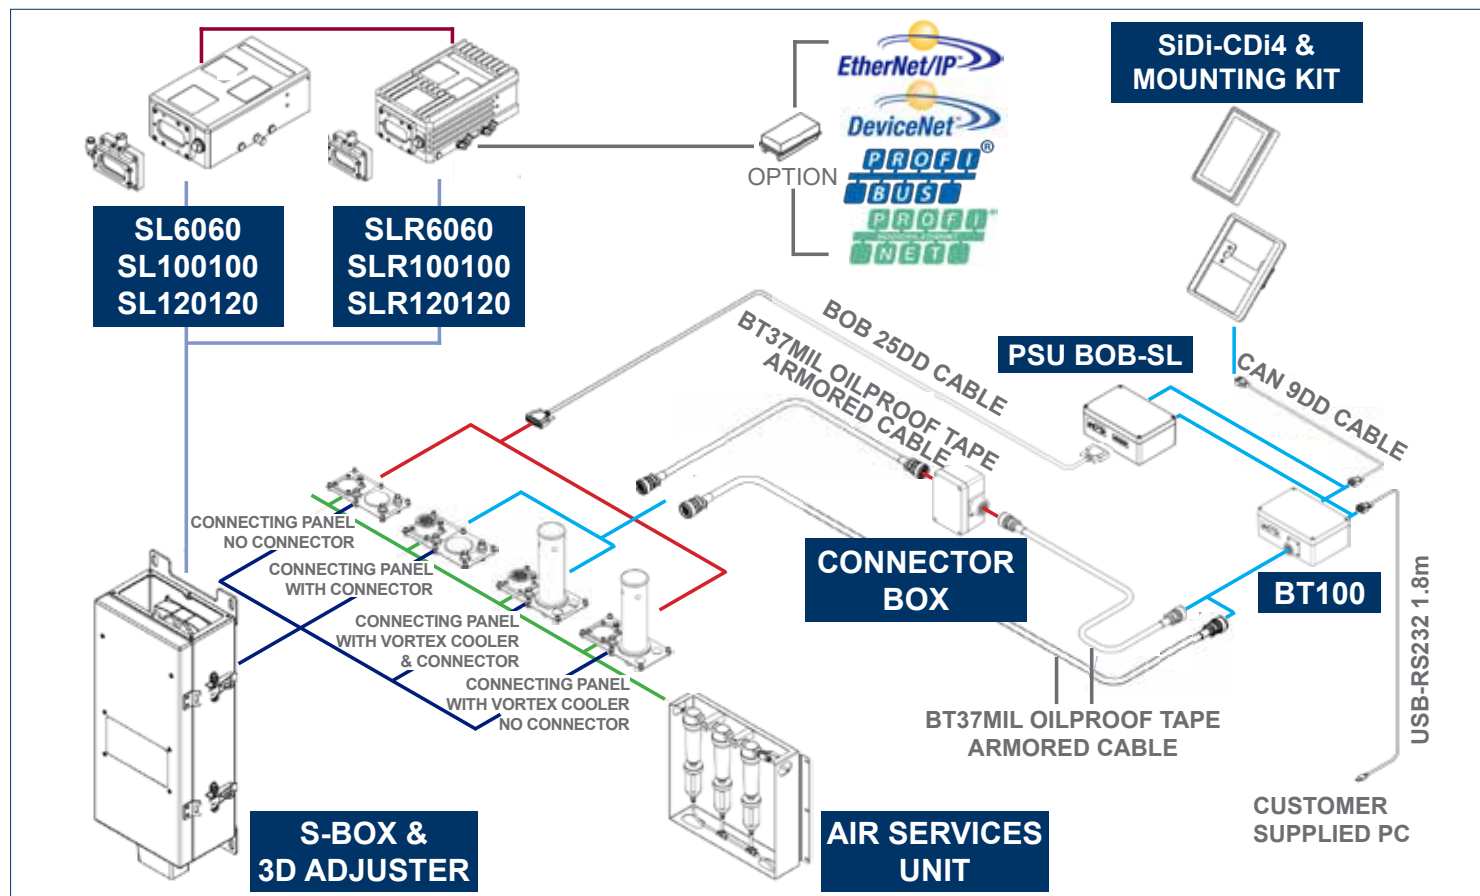 EtherNet/IP
DeviceNet
PROFI
BUS
PROFI
NET
OPTION
SiDi-CDi4 &
MOUNTING KIT
SL6060
SL100100
SL120120
SLR6060
SLR100100
SLR120120
BOB 25DD CABLE
BT37MIL OILPROOF TAPE
ARMORED CABLE
PSU BOB-SL
CAN 9DD CABLE
CONNECTING PANEL
NO CONNECTOR
CONNECTING PANEL
WITH CONNECTOR
CONNECTING PANEL
WITH VORTEX COOLER
& CONNECTOR
CONNECTING PANEL
WITH VORTEX COOLER
NO CONNECTOR
CONNECTOR
BOX
BT100
USB-RS232 1.8m
BT37MIL OILPROOF TAPE
ARMORED CABLE
CUSTOMER
SUPPLIED PC
S-BOX &
3D ADJUSTER
AIR SERVICES
UNIT